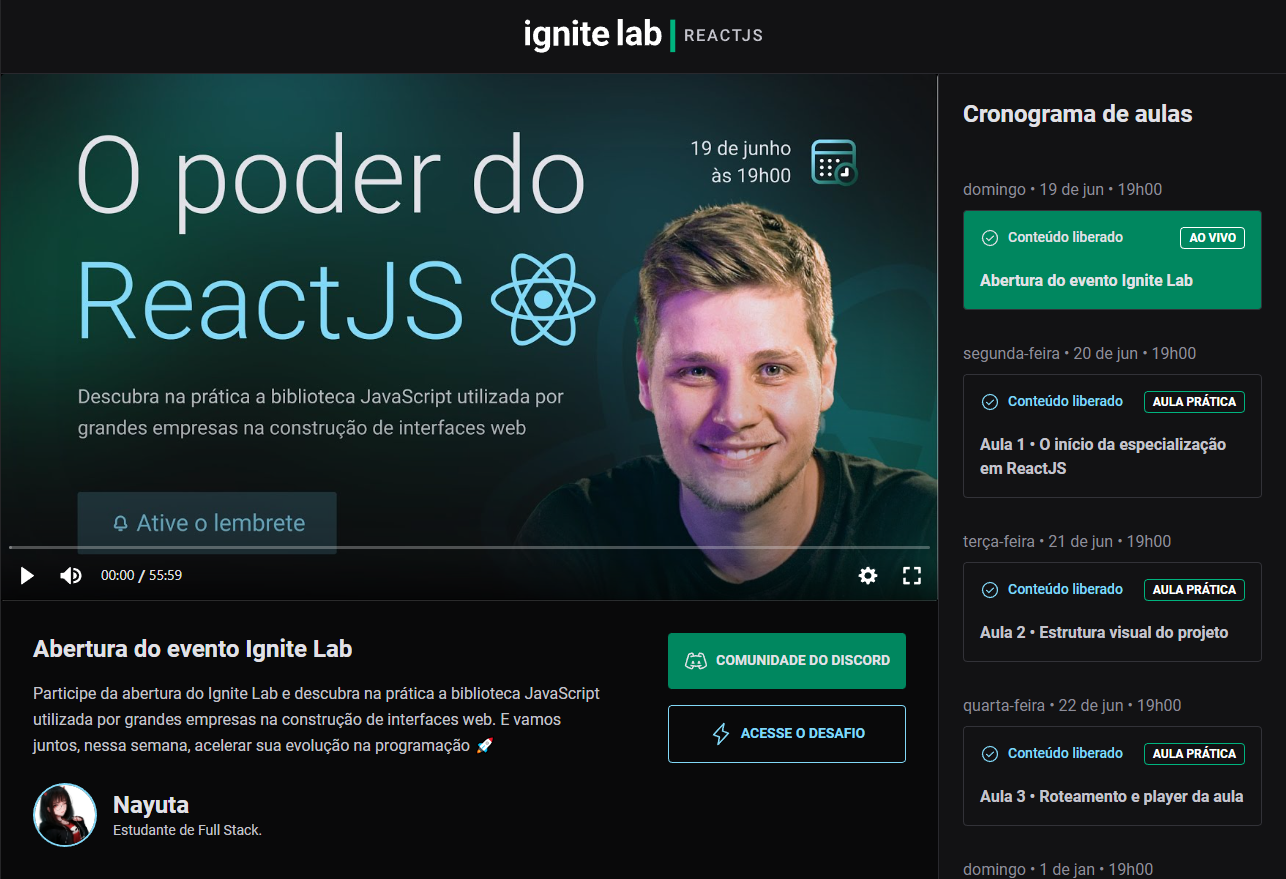 ignite lab REACTJS
O poder do
ReactJS
19 de junho
às 19h00
Descubra na prática a biblioteca JavaScript utilizada por
grandes empresas na construção de interfaces web
Ative o lembrete
00:00 / 55:59
Abertura do evento Ignite Lab
Participe da abertura do Ignite Lab e descubra na prática a biblioteca JavaScript
utilizada por grandes empresas na construção de interfaces web. E vamos
juntos, nessa semana, acelerar sua evolução na programação 🚀
COMUNIDADE DO DISCORD
ACESSE O DESAFIO
Nayuta
Estudante de Full Stack.
Cronograma de aulas
domingo • 19 de jun • 19h00
Conteúdo liberado AO VIVO
Abertura do evento Ignite Lab
segunda-feira • 20 de jun • 19h00
Conteúdo liberado AULA PRÁTICA
Aula 1 • O início da especialização
em ReactJS
terça-feira • 21 de jun • 19h00
Conteúdo liberado AULA PRÁTICA
Aula 2 • Estrutura visual do projeto
quarta-feira • 22 de jun • 19h00
Conteúdo liberado AULA PRÁTICA
Aula 3 • Roteamento e player da aula
domingo • 1 de jan • 19h00